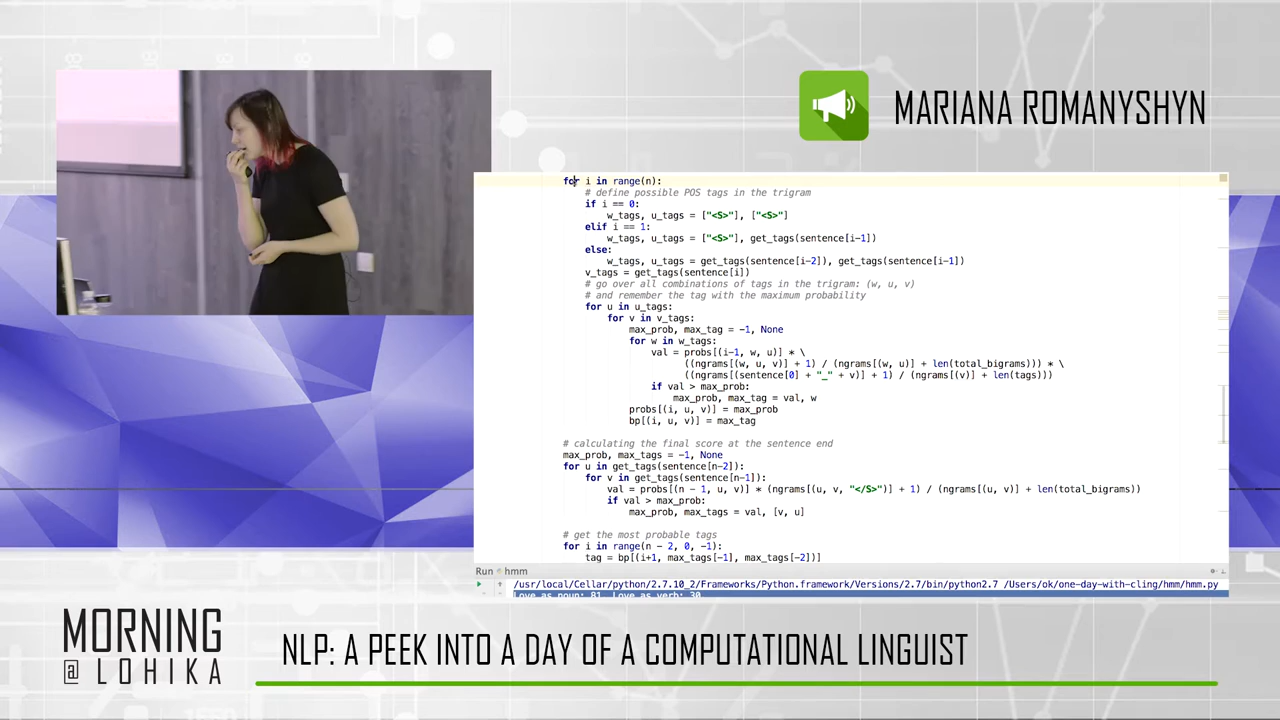 MARIANA ROMANYSHYN
for i in range(n):
# define possible POS tags in the trigram
if i == 0:
w_tags, u_tags = ["<S>"], ["<S>"]
elif i == 1:
w_tags, u_tags = ["<S>"], get_tags(sentence[i-1])
else:
w_tags, u_tags = get_tags(sentence[i-2]), get_tags(sentence[i-1])
v_tags = get_tags(sentence[i])
# go over all combinations of tags in the trigram: (w, u, v)
# and remember the tag with the maximum probability
for u in u_tags:
for v in v_tags:
max_prob, max_tag = -1, None
for w in w_tags:
val = probs[(i-1, w, u)] * \
((ngrams[(w, u, v)] + 1) / (ngrams[(w, u)] + len(total_bigrams))) * \
((ngrams[(sentence[0] + "_" + v)] + 1) / (ngrams[(v)] + len(tags)))
if val > max_prob:
max_prob, max_tag = val, w
probs[(i, u, v)] = max_prob
bp[(i, u, v)] = max_tag
# calculating the final score at the sentence end
max_prob, max_tags = -1, None
for u in get_tags(sentence[n-2]):
for v in get_tags(sentence[n-1]):
val = probs[(n - 1, u, v)] * (ngrams[(u, v, "</S>")] + 1) / (ngrams[(u, v)] + len(total_bigrams))
if val > max_prob:
max_prob, max_tags = val, [v, u]
# get the most probable tags
for i in range(n - 2, 0, -1):
tag = bp[(i+1, max_tags[-1], max_tags[-2])]
Run hmm
/usr/local/Cellar/python/2.7.10_2/Frameworks/Python.framework/Versions/2.7/bin/python2.7 /Users/ok/one-day-with-cling/hmm/hmm.py
Love as noun: 81. Love as verb: 30
MORNING
@ LOHIKA
NLP: A PEEK INTO A DAY OF A COMPUTATIONAL LINGUIST